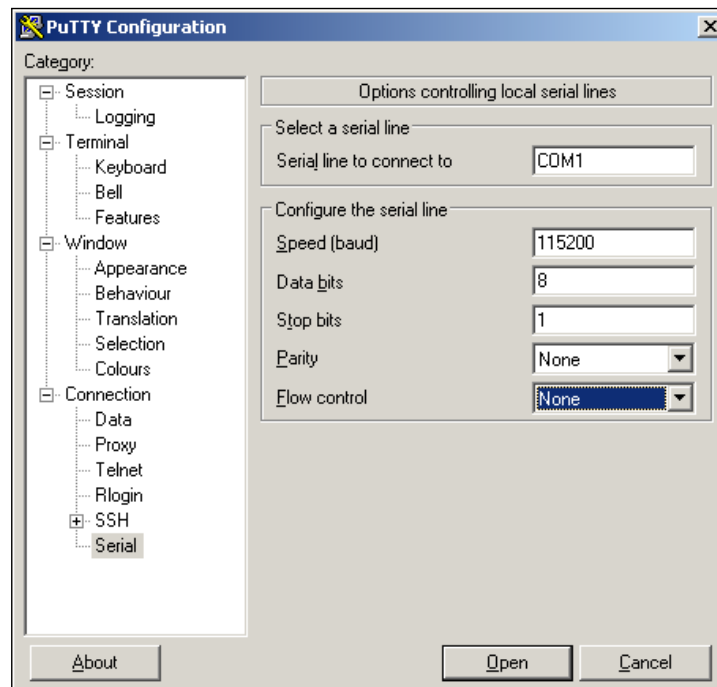 PuTTY Configuration
Category:
Session
Logging
Terminal
Keyboard
Bell
Features
Window
Appearance
Behaviour
Translation
Selection
Colours
Connection
Data
Proxy
Telnet
Rlogin
SSH
Serial
Options controlling local serial lines
Select a serial line
Serial line to connect to COM1
Configure the serial line
Speed (baud) 115200
Data bits 8
Stop bits 1
Parity None
Flow control None
About Open Cancel